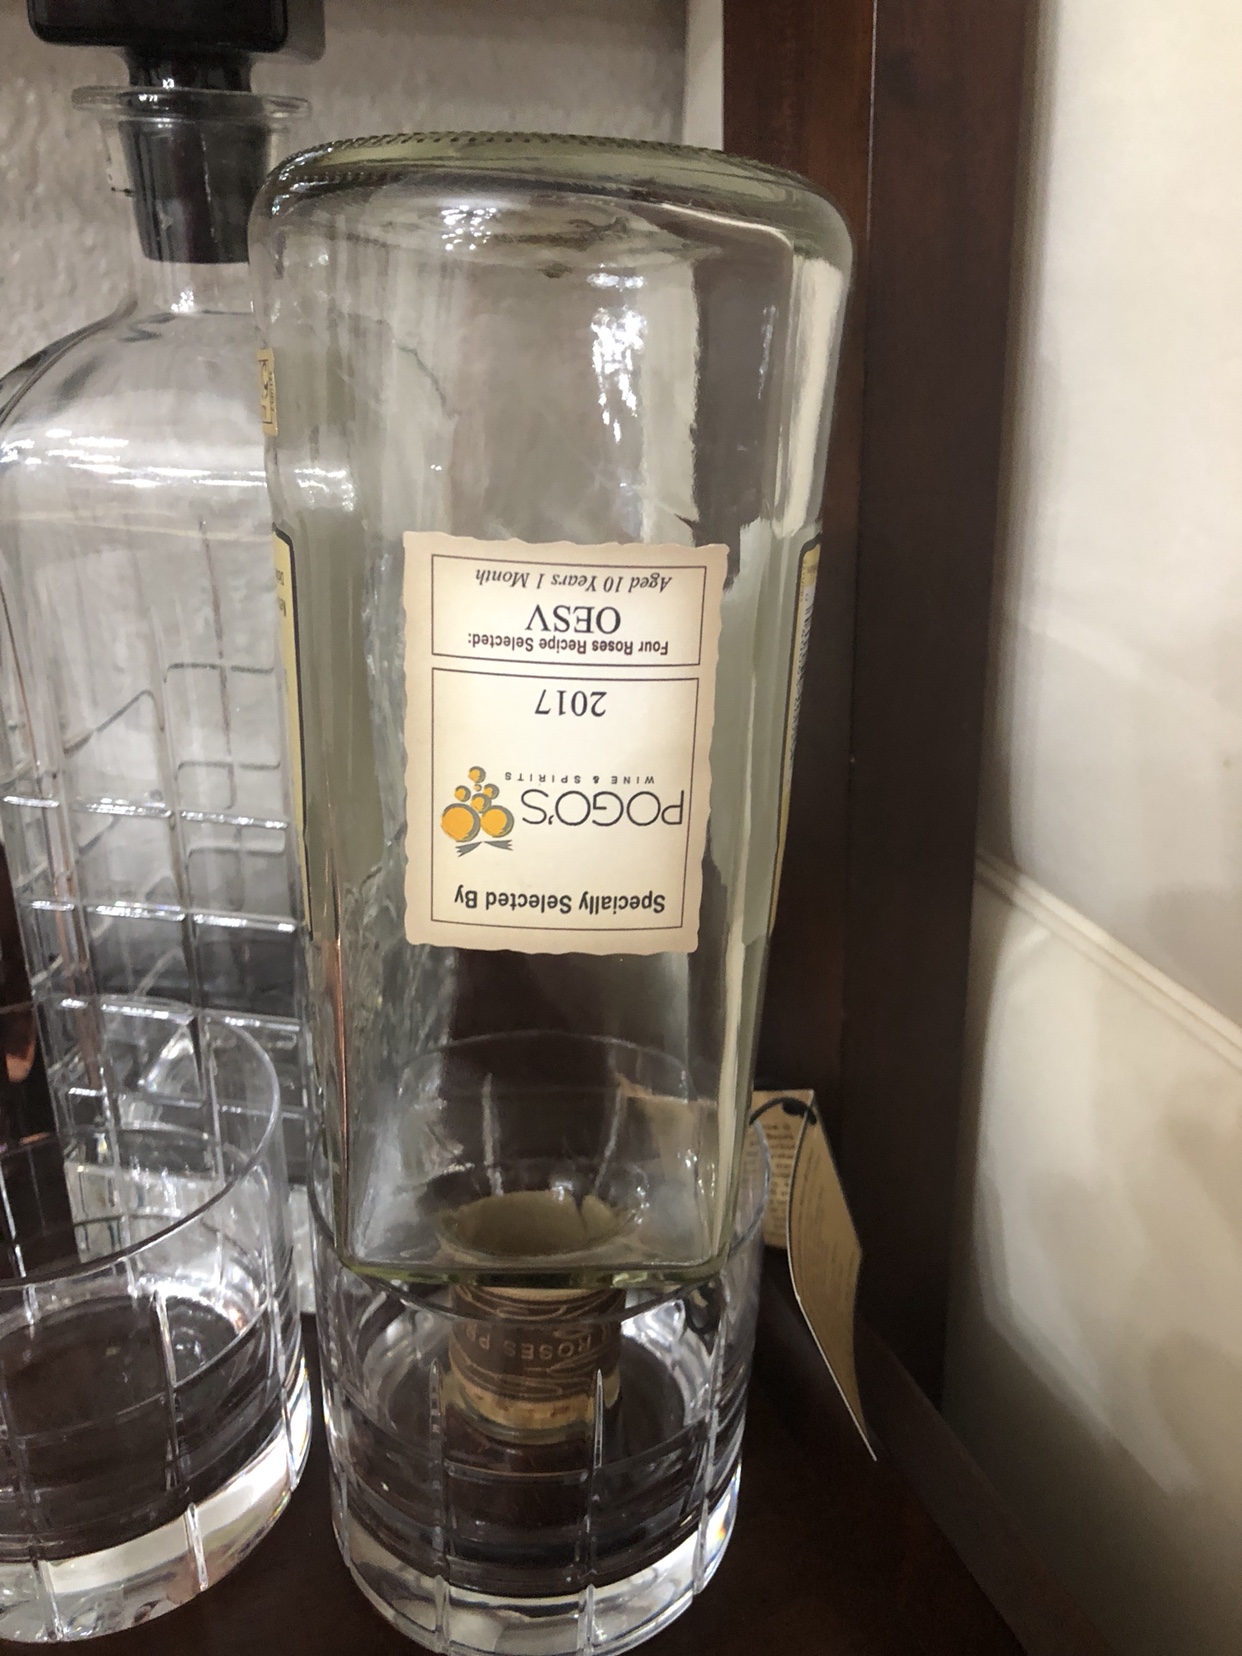 Specially Selected By
POGO'S
WINE & SPIRITS
2017
Four Roses Recipe Selected:
OESV
Aged 10 Years 1 Month
ROSES